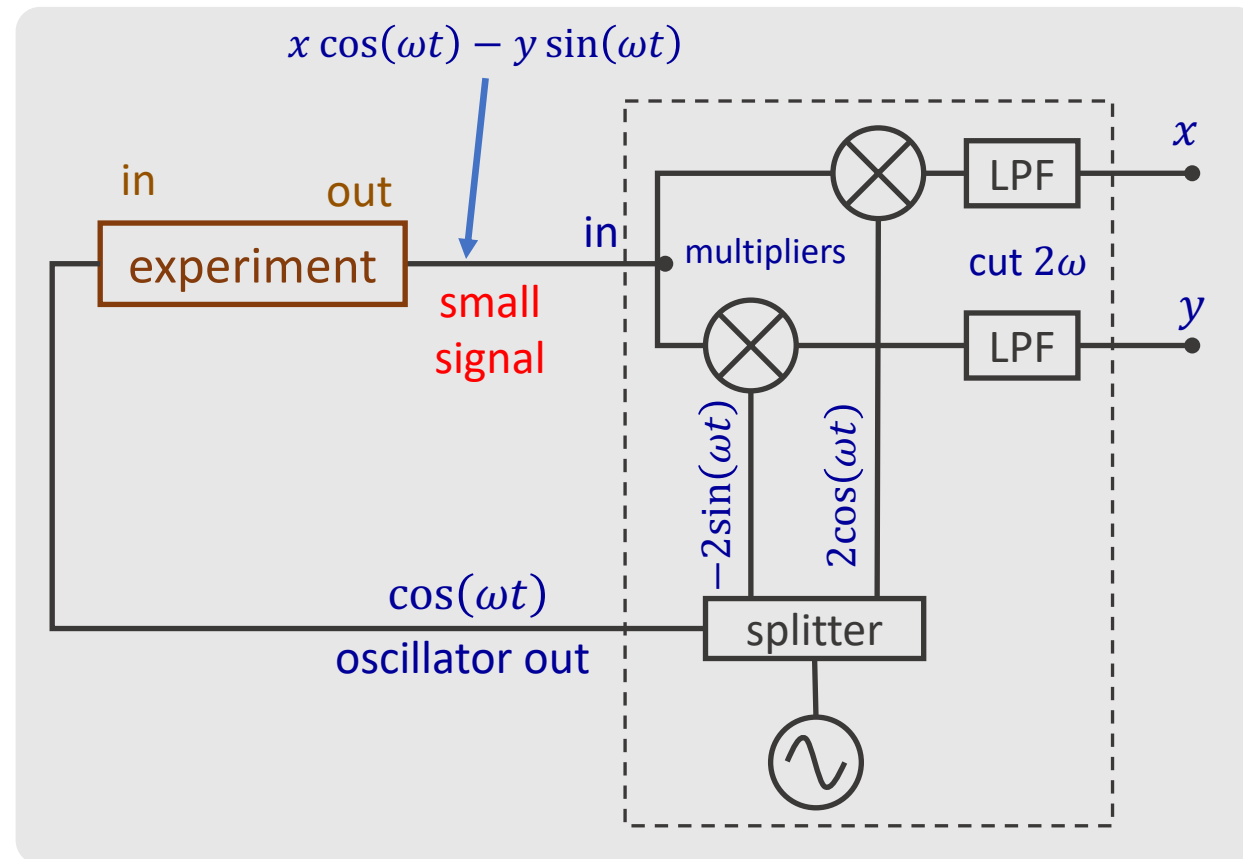 x cos(ωt) − y sin(ωt)
in
out
experiment
small
signal
in
multipliers
LPF
x
cut 2ω
LPF
y
−2sin(ωt)
2cos(ωt)
cos(ωt)
oscillator out
splitter